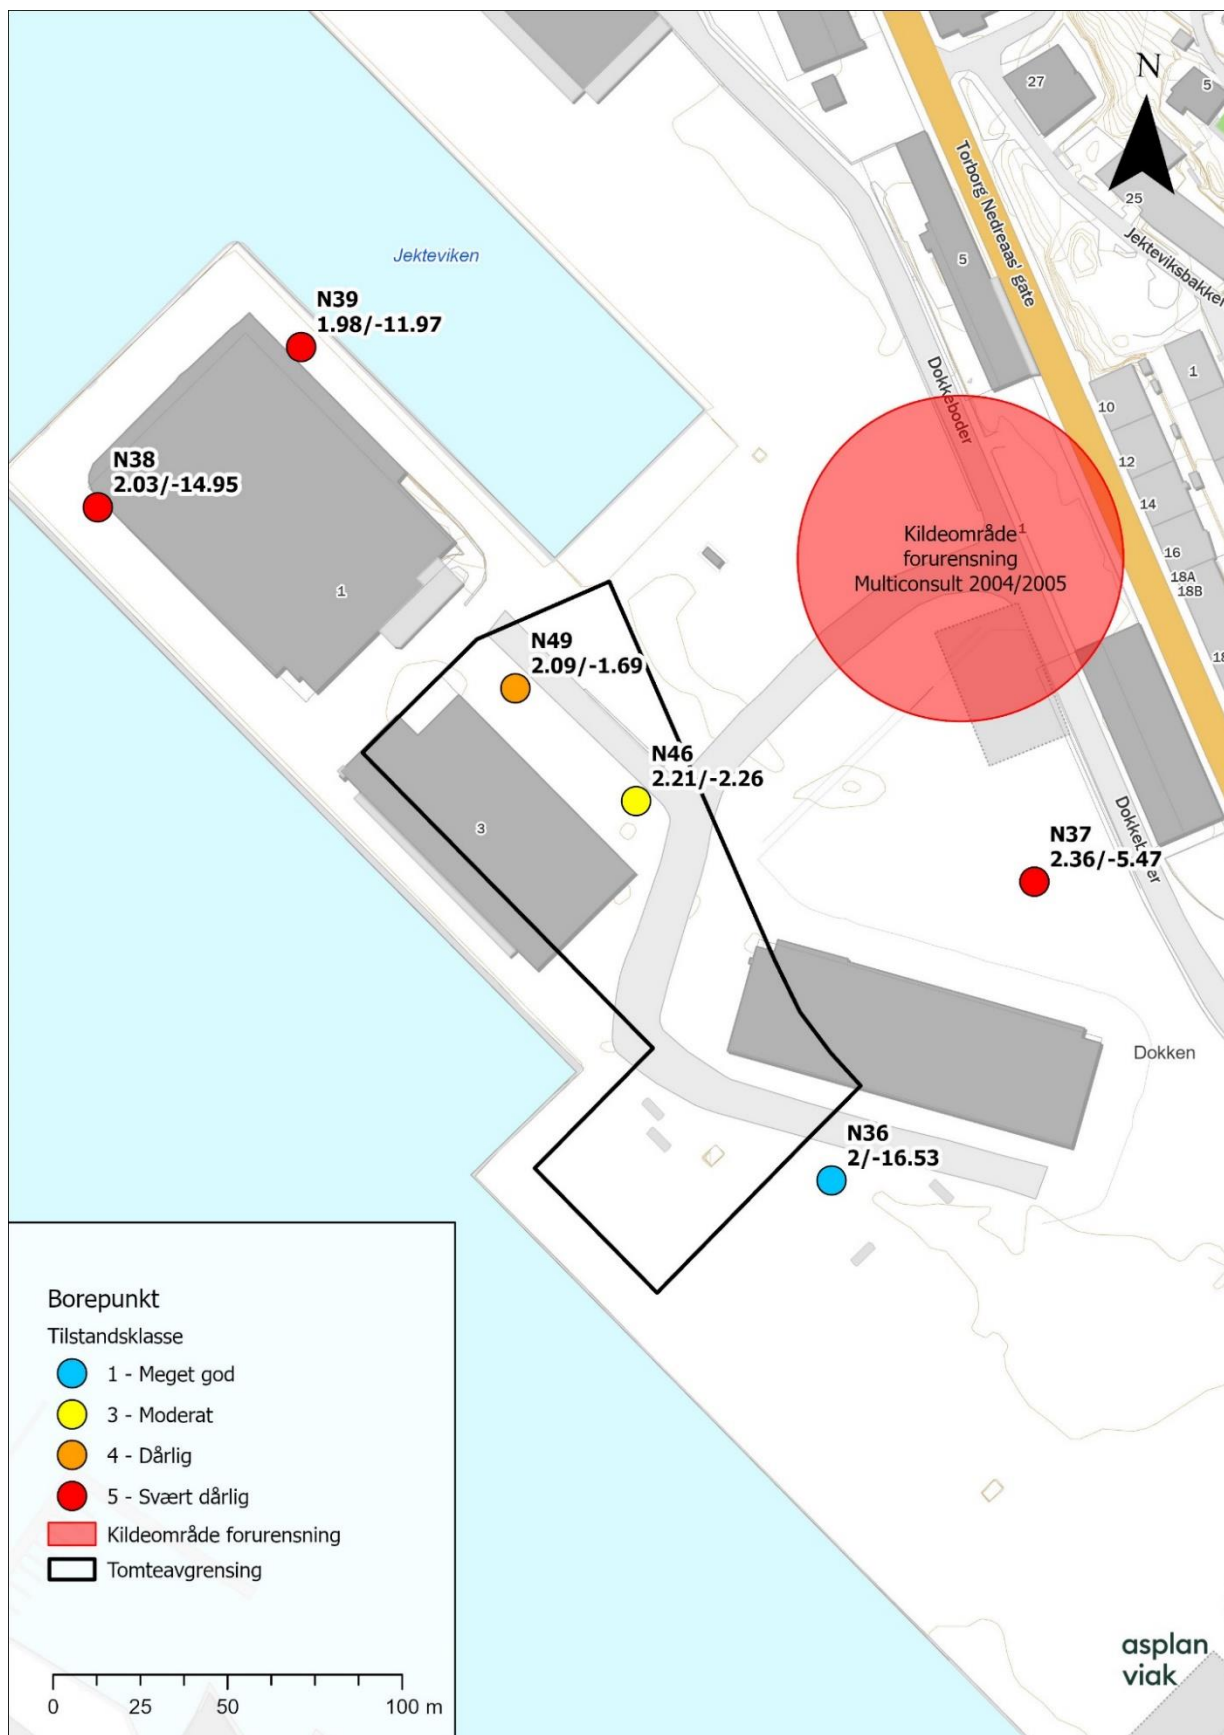 N
27
5
25
Torborg Nedreaas' gate
Jekteviksbakken
Jekteviken
5
N39
1.98/-11.97
Dokkeboder
1
10
12
14
16
18A
18B
N38
2.03/-14.95
Kildeområde
1
forurensning
Multiconsult 2004/2005
1
N49
2.09/-1.69
N46
2.21/-2.26
3
N37
2.36/-5.47
Dokkeboder
Dokken
N36
2/-16.53
Borepunkt
Tilstandsklasse
1 - Meget god
3 - Moderat
4 - Dårlig
5 - Svært dårlig
Kildeområde forurensning
Tomteavgrensing
0 25 50 100 m
asplan
viak